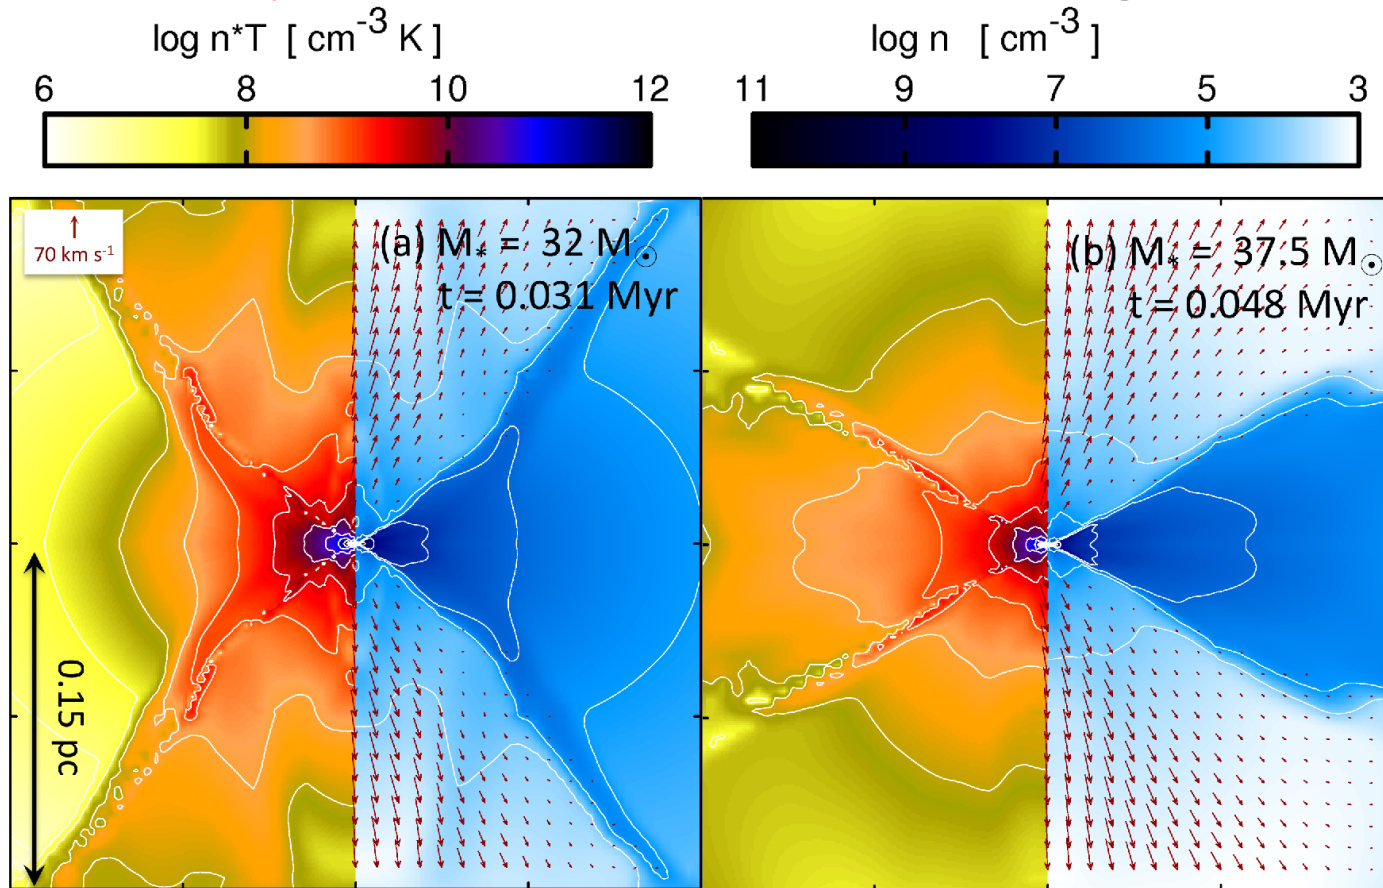 log n*T [ cm⁻³ K ]
log n [ cm⁻³ ]
6 8 10 12
11 9 7 5 3
70 km s⁻¹
(a) M* = 32 M☉
t = 0.031 Myr
(b) M* = 37.5 M☉
t = 0.048 Myr
0.15 pc